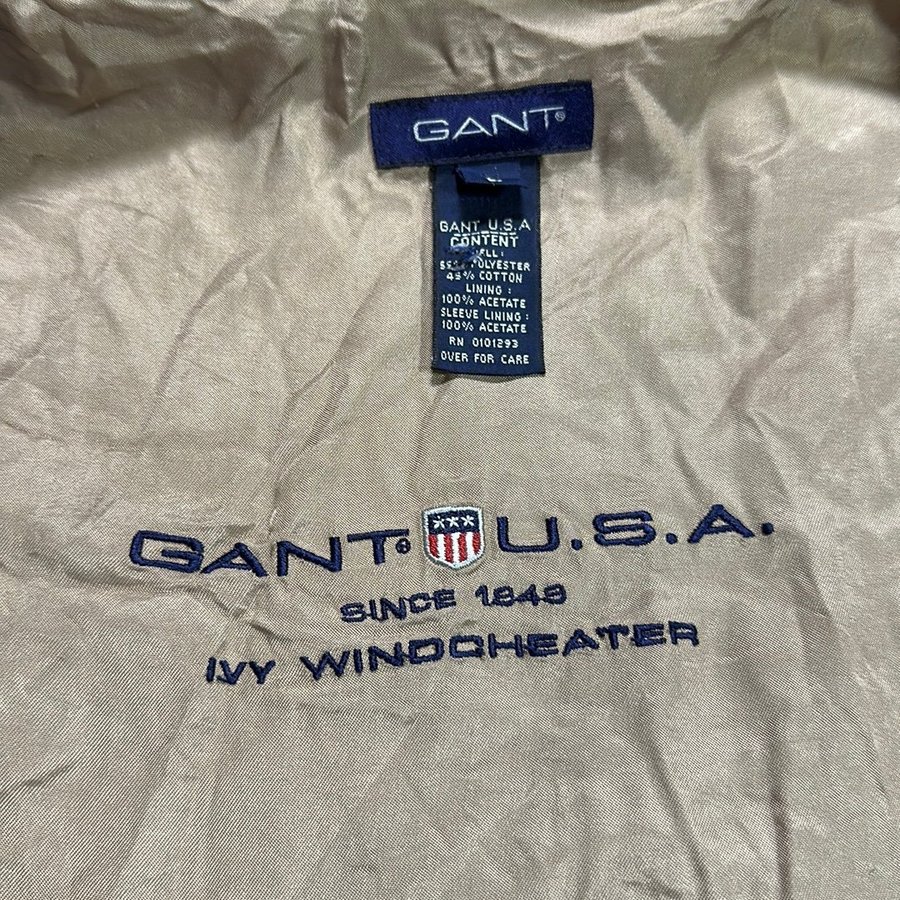 GANT®
GANT U.S.A
CONTENT
POLYESTER
45% COTTON
LINING :
100% ACETATE
SLEEVE LINING :
100% ACETATE
RN 0101293
OVER FOR CARE
GANT® U.S.A.
SINCE 1949
IVY WINDCHEATER